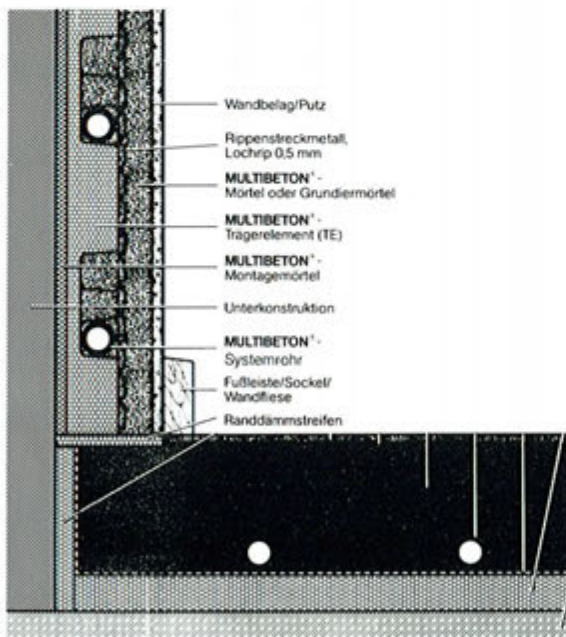 Wandbelag/Putz
Rippenstreckmetall,
Lochrip 0,5 mm
MULTIBETON⁺-
Mörtel oder Grundiermörtel
MULTIBETON⁺-
Trägerelement (TE)
MULTIBETON⁺-
Montagemörtel
Unterkonstruktion
MULTIBETON⁺-
Systemrohr
Fußleiste/Sockel/
Wandfliese
Randdämmstreifen